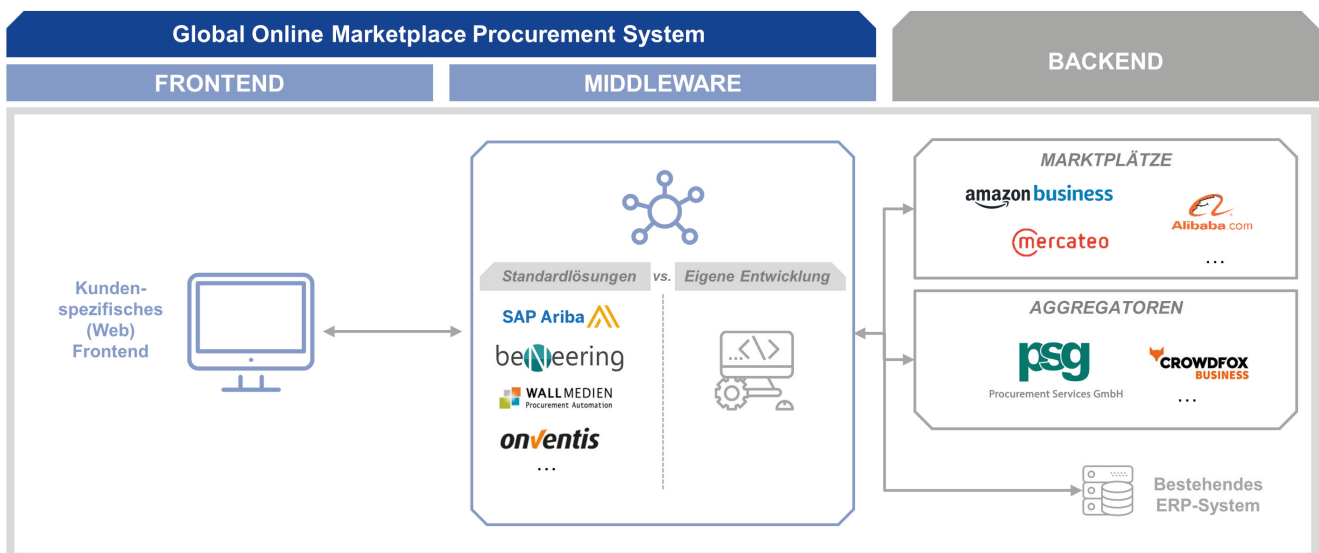 Global Online Marketplace Procurement System
FRONTEND
MIDDLEWARE
BACKEND
Kunden-
spezifisches
(Web)
Frontend
Standardlösungen
vs.
Eigene Entwicklung
SAP Ariba
beNeering
WALLMEDIEN
Procurement Automation
onventis
...
...<\>
MARKTPLÄTZE
amazon business
Alibaba.com
mercateo
...
AGGREGATOREN
psg
Procurement Services GmbH
CROWDFOX
BUSINESS
...
Bestehendes
ERP-System